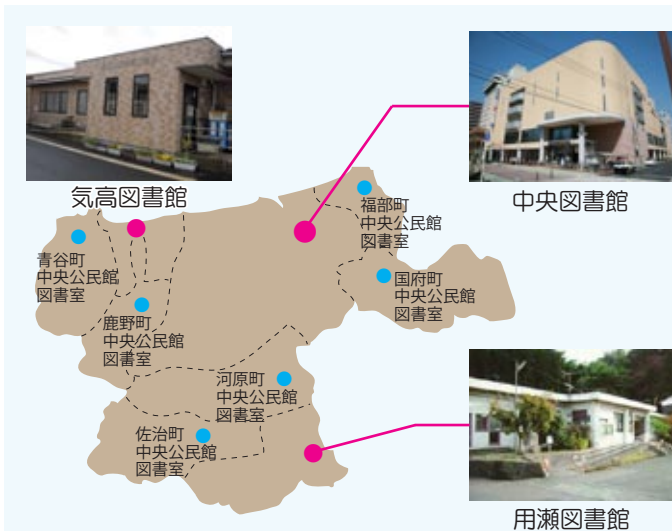 気高図書館
中央図書館
福部町
中央公民館
図書室
青谷町
中央公民館
図書室
国府町
中央公民館
図書室
鹿野町
中央公民館
図書室
河原町
中央公民館
図書室
佐治町
中央公民館
図書室
用瀬図書館